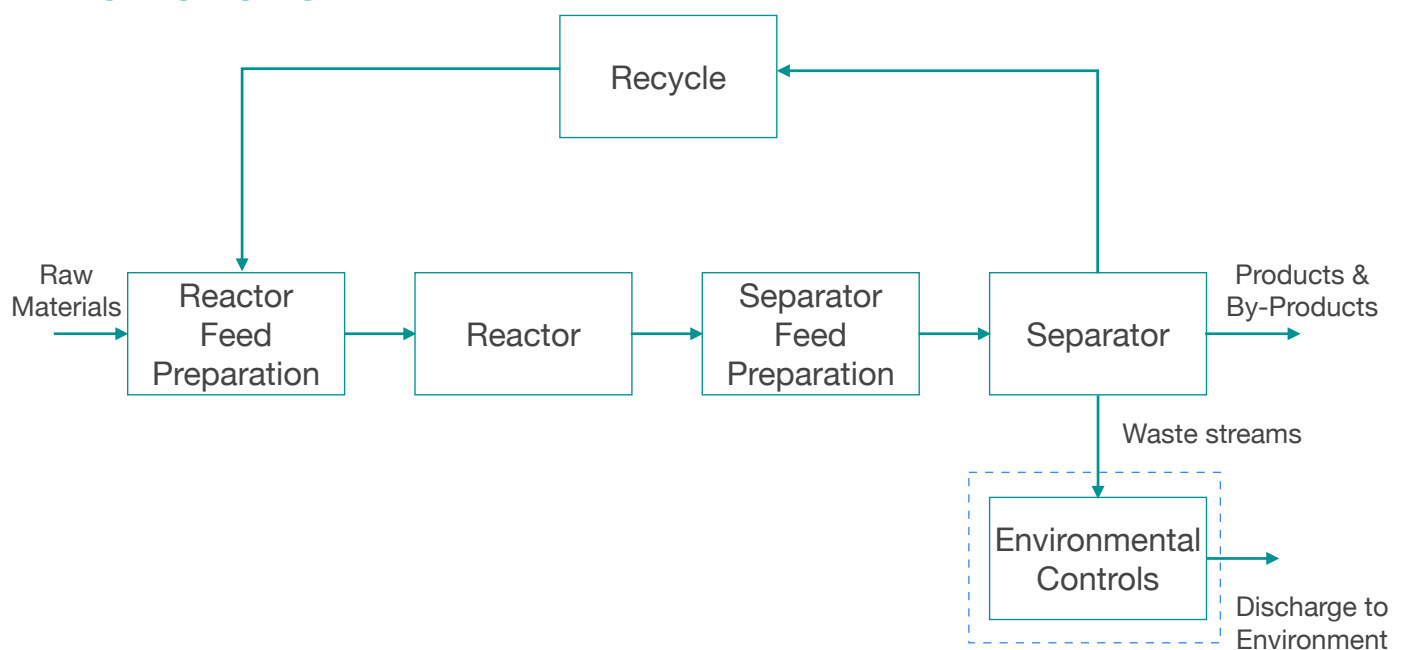 Recycle
Raw
Materials
Reactor
Feed
Preparation
Reactor
Separator
Feed
Preparation
Separator
Products &
By-Products
Waste streams
Environmental
Controls
Discharge to
Environment